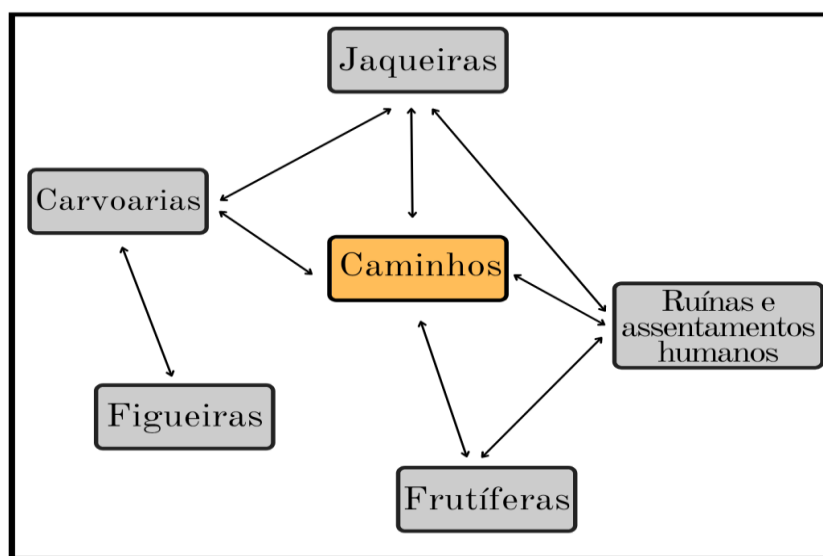 Jaqueiras
Carvoarias
Caminhos
Ruínas e
assentamentos
humanos
Figueiras
Frutíferas